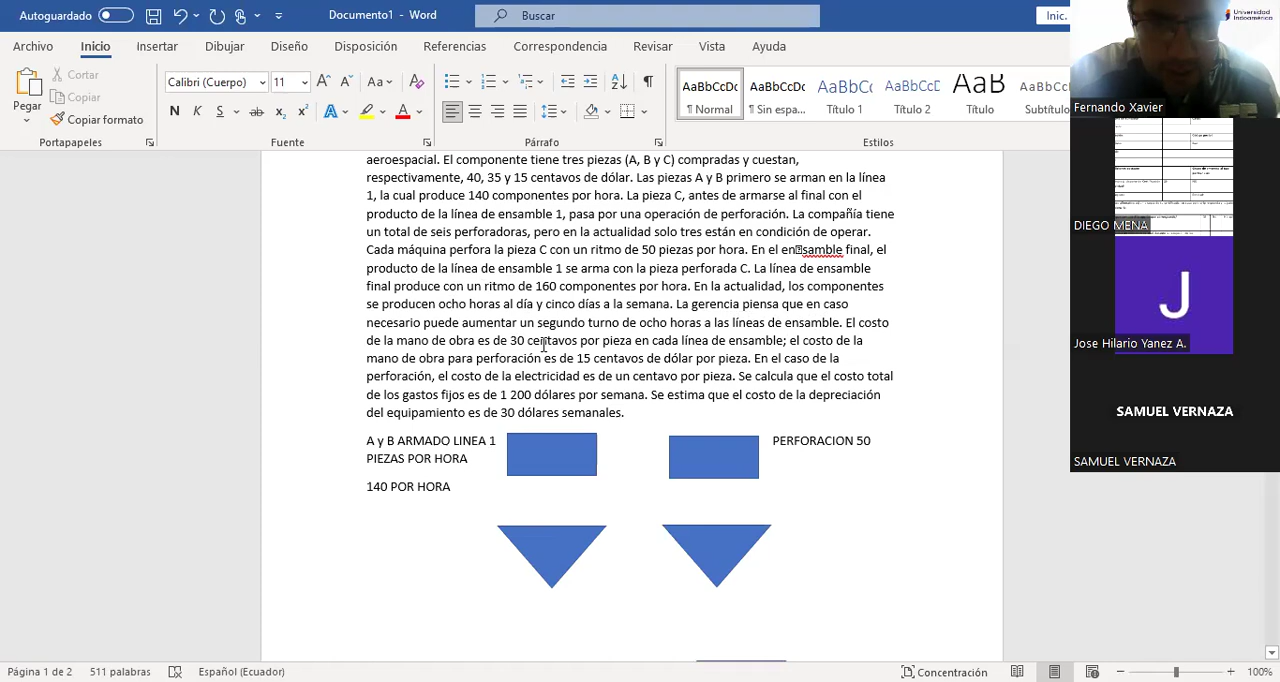 Autoguardado
Documento1 - Word
Buscar
Inic.
Universidad
Indoamérica
Archivo Inicio Insertar Dibujar Diseño Disposición Referencias Correspondencia Revisar Vista Ayuda
Pegar
Cortar
Copiar
Copiar formato
Portapapeles
Calibri (Cuerpo) 11
Fuente
Párrafo
AaBbCcDc
¶ Normal
AaBbCcDc
¶ Sin espa...
AaBbCc
Título 1
AaBbCcD
Título 2
AaB
Título
AaBbCc
Subtítulo
Estilos
Fernando Xavier
DIEGO MENA
J
Jose Hilario Yanez A.
SAMUEL VERNAZA
SAMUEL VERNAZA
aeroespacial. El componente tiene tres piezas (A, B y C) compradas y cuestan,
respectivamente, 40, 35 y 15 centavos de dólar. Las piezas A y B primero se arman en la línea
1, la cual produce 140 componentes por hora. La pieza C, antes de armarse al final con el
producto de la línea de ensamble 1, pasa por una operación de perforación. La compañía tiene
un total de seis perforadoras, pero en la actualidad solo tres están en condición de operar.
Cada máquina perfora la pieza C con un ritmo de 50 piezas por hora. En el en samble final, el
producto de la línea de ensamble 1 se arma con la pieza perforada C. La línea de ensamble
final produce con un ritmo de 160 componentes por hora. En la actualidad, los componentes
se producen ocho horas al día y cinco días a la semana. La gerencia piensa que en caso
necesario puede aumentar un segundo turno de ocho horas a las líneas de ensamble. El costo
de la mano de obra es de 30 centavos por pieza en cada línea de ensamble; el costo de la
mano de obra para perforación es de 15 centavos de dólar por pieza. En el caso de la
perforación, el costo de la electricidad es de un centavo por pieza. Se calcula que el costo total
de los gastos fijos es de 1 200 dólares por semana. Se estima que el costo de la depreciación
del equipamiento es de 30 dólares semanales.
A y B ARMADO LINEA 1
PERFORACION 50
PIEZAS POR HORA
140 POR HORA
Página 1 de 2
511 palabras
Español (Ecuador)
Concentración
100%